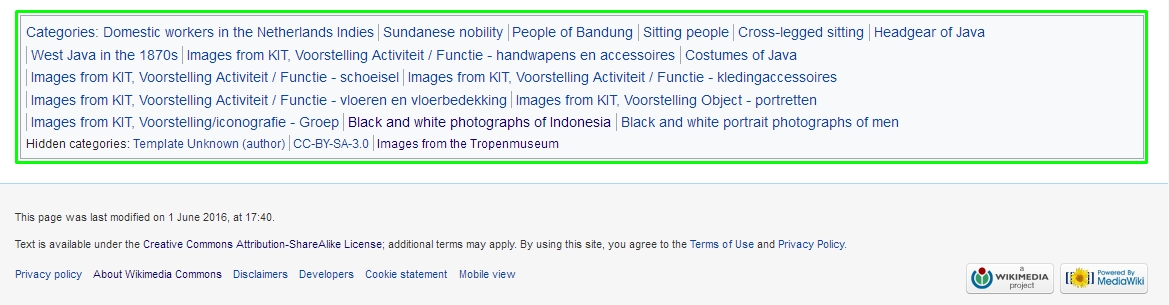 Categories: Domestic workers in the Netherlands Indies | Sundanese nobility | People of Bandung | Sitting people | Cross-legged sitting | Headgear of Java
| West Java in the 1870s | Images from KIT, Voorstelling Activiteit / Functie - handwapens en accessoires | Costumes of Java
| Images from KIT, Voorstelling Activiteit / Functie - schoeisel | Images from KIT, Voorstelling Activiteit / Functie - kledingaccessoires
| Images from KIT, Voorstelling Activiteit / Functie - vloeren en vloerbedekking | Images from KIT, Voorstelling Object - portretten
| Images from KIT, Voorstelling/iconografie - Groep | Black and white photographs of Indonesia | Black and white portrait photographs of men
Hidden categories: Template Unknown (author) | CC-BY-SA-3.0 | Images from the Tropenmuseum
This page was last modified on 1 June 2016, at 17:40.
Text is available under the Creative Commons Attribution-ShareAlike License; additional terms may apply. By using this site, you agree to the Terms of Use and Privacy Policy.
Privacy policy About Wikimedia Commons Disclaimers Developers Cookie statement Mobile view
a
WIKIMEDIA
project
Powered By
MediaWiki